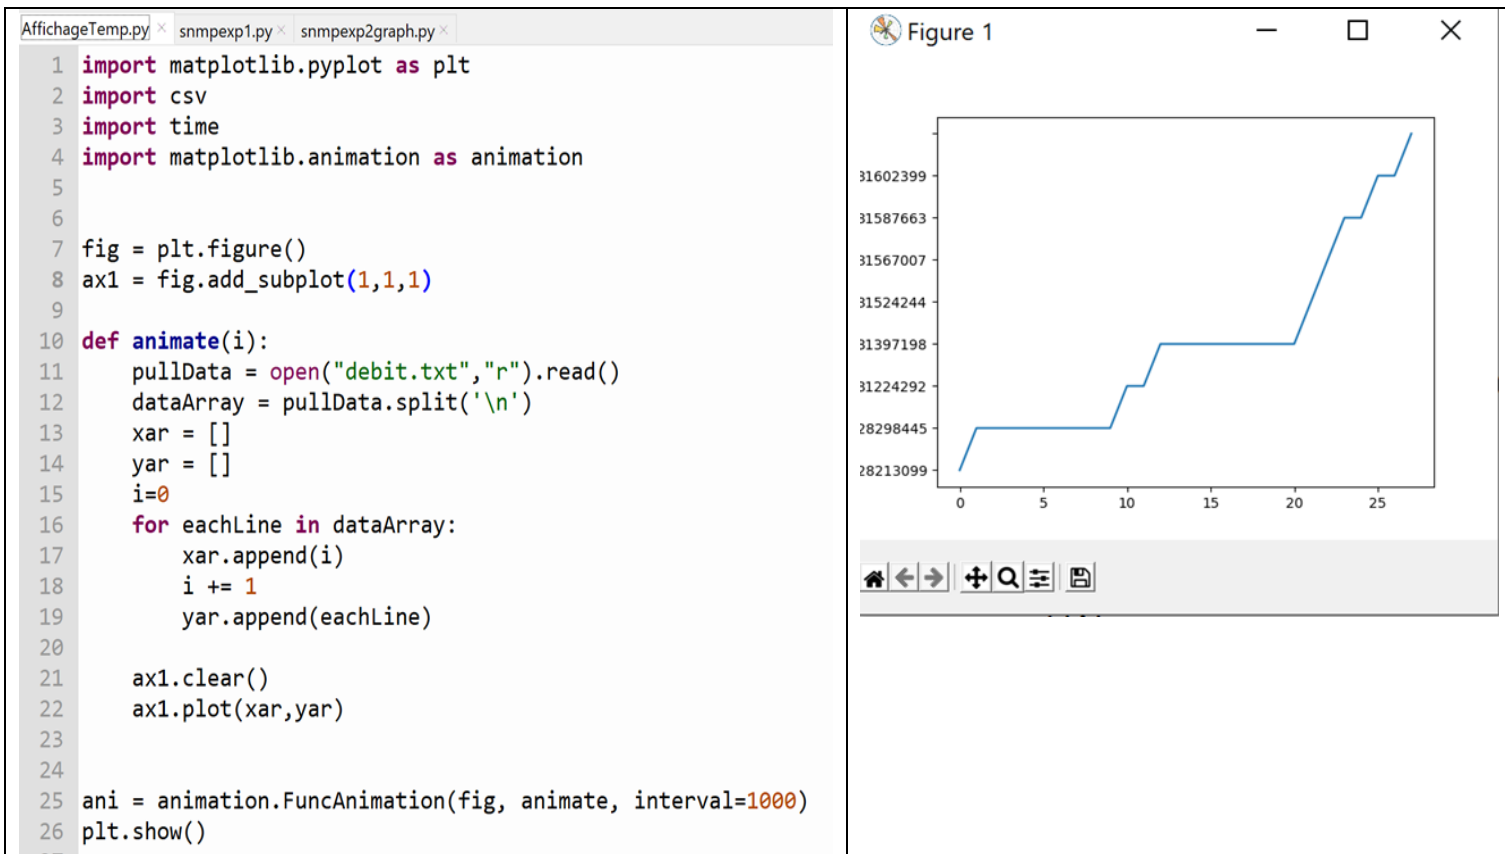 AffichageTemp.py snmpexp1.py snmpexp2graph.py
1 import matplotlib.pyplot as plt
2 import csv
3 import time
4 import matplotlib.animation as animation
5
6
7 fig = plt.figure()
8 ax1 = fig.add_subplot(1,1,1)
9
10 def animate(i):
11 pullData = open("debit.txt","r").read()
12 dataArray = pullData.split('\n')
13 xar = []
14 yar = []
15 i=0
16 for eachLine in dataArray:
17 xar.append(i)
18 i += 1
19 yar.append(eachLine)
20
21 ax1.clear()
22 ax1.plot(xar,yar)
23
24
25 ani = animation.FuncAnimation(fig, animate, interval=1000)
26 plt.show()
Figure 1
31602399
31587663
31567007
31524244
31397198
31224292
28298445
28213099
0 5 10 15 20 25